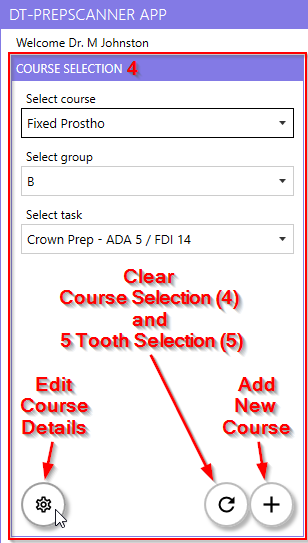 DT-PREPSCANNER APP
Welcome Dr. M Johnston
COURSE SELECTION 4
Select course
Fixed Prostho
Select group
B
Select task
Crown Prep - ADA 5 / FDI 14
Clear
Course Selection (4)
and
5 Tooth Selection (5)
Edit
Course
Details
Add
New
Course